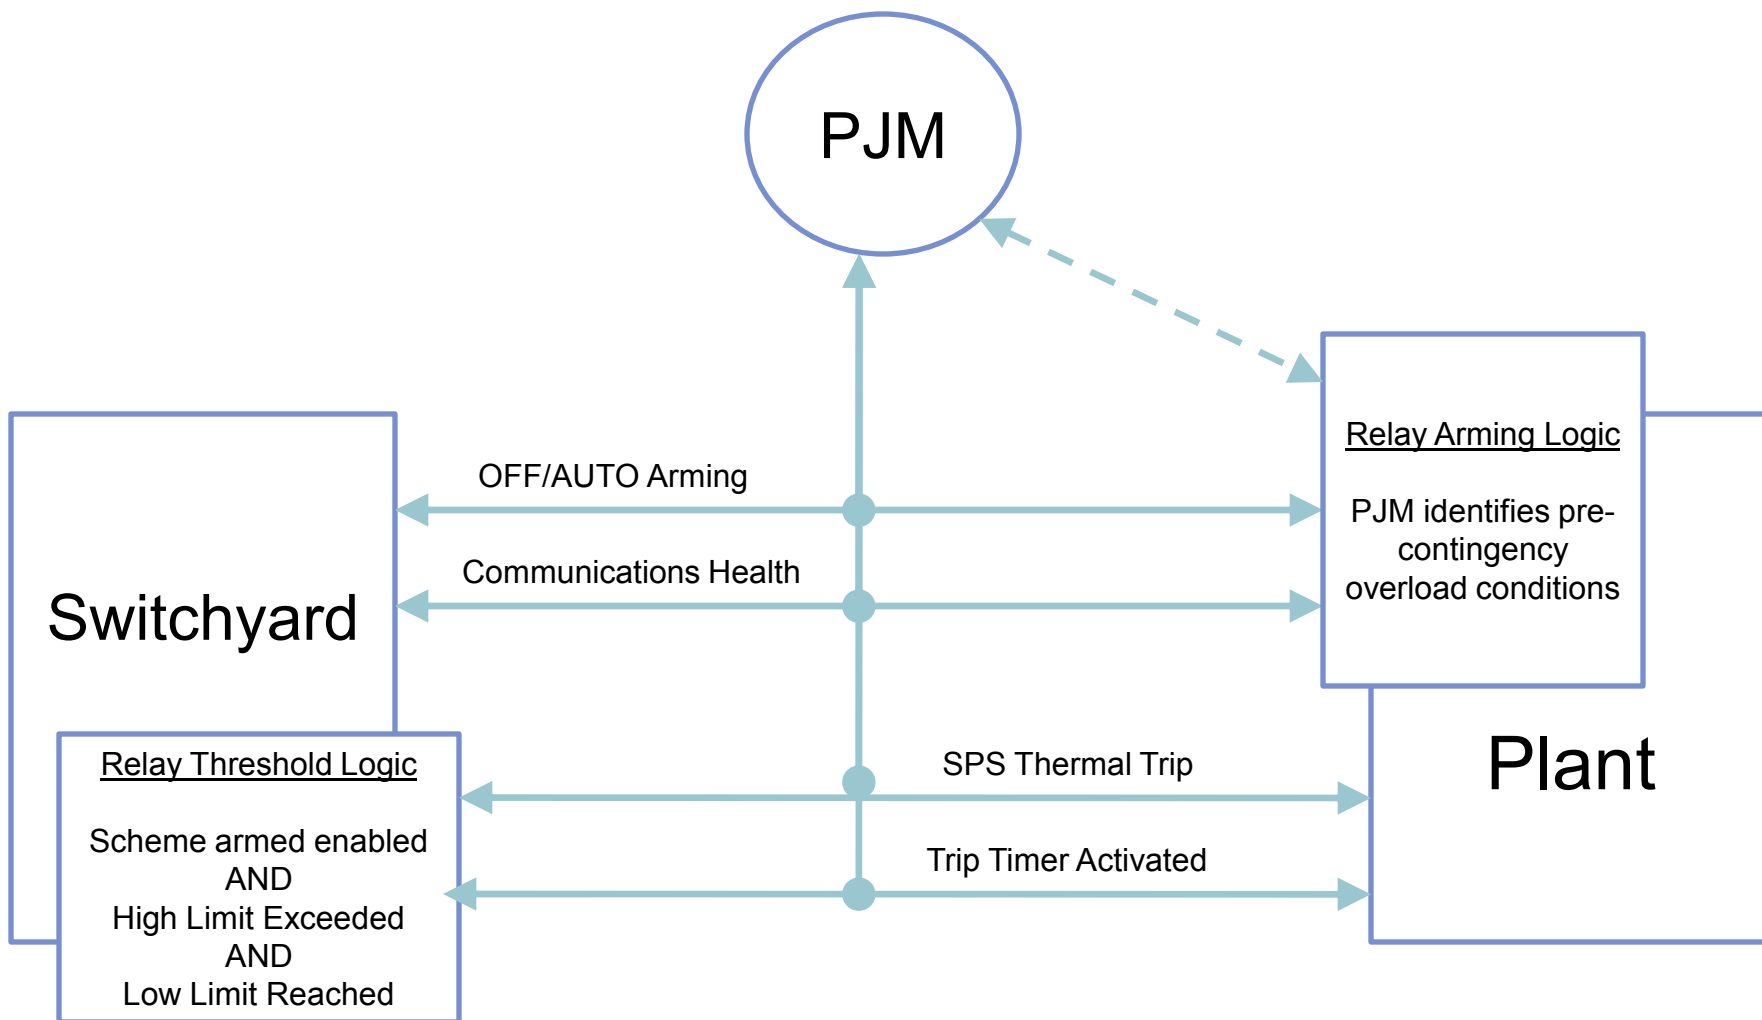 PJM
Relay Arming Logic
PJM identifies pre-
contingency
overload conditions
OFF/AUTO Arming
Communications Health
Switchyard
Relay Threshold Logic
Scheme armed enabled
AND
High Limit Exceeded
AND
Low Limit Reached
SPS Thermal Trip
Trip Timer Activated
Plant